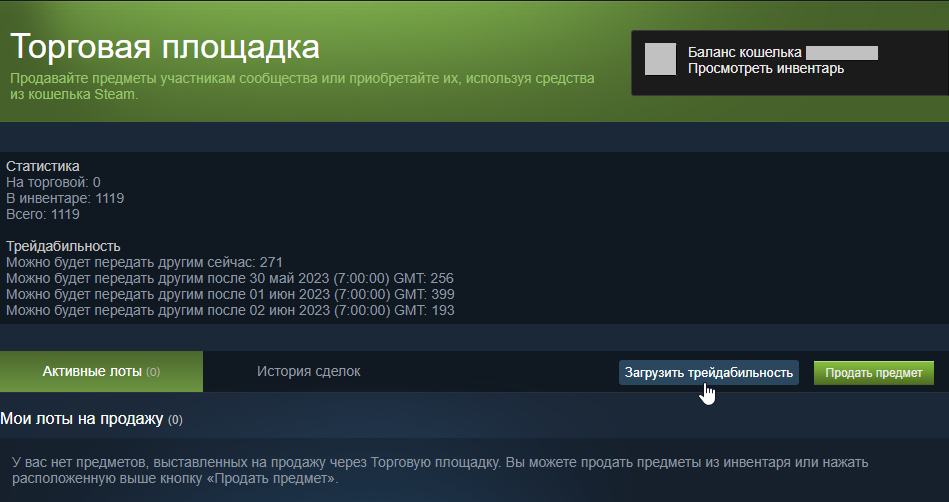 Торговая площадка
Продавайте предметы участникам сообщества или приобретайте их, используя средства
из кошелька Steam.
Баланс кошелька
Просмотреть инвентарь
Статистика
На торговой: 0
В инвентаре: 1119
Всего: 1119
Трейдабильность
Можно будет передать другим сейчас: 271
Можно будет передать другим после 30 май 2023 (7:00:00) GMT: 256
Можно будет передать другим после 01 июн 2023 (7:00:00) GMT: 399
Можно будет передать другим после 02 июн 2023 (7:00:00) GMT: 193
Активные лоты (0)
История сделок
Загрузить трейдабильность
Продать предмет
Мои лоты на продажу (0)
У вас нет предметов, выставленных на продажу через Торговую площадку. Вы можете продать предметы из инвентаря или нажать
расположенную выше кнопку «Продать предмет».